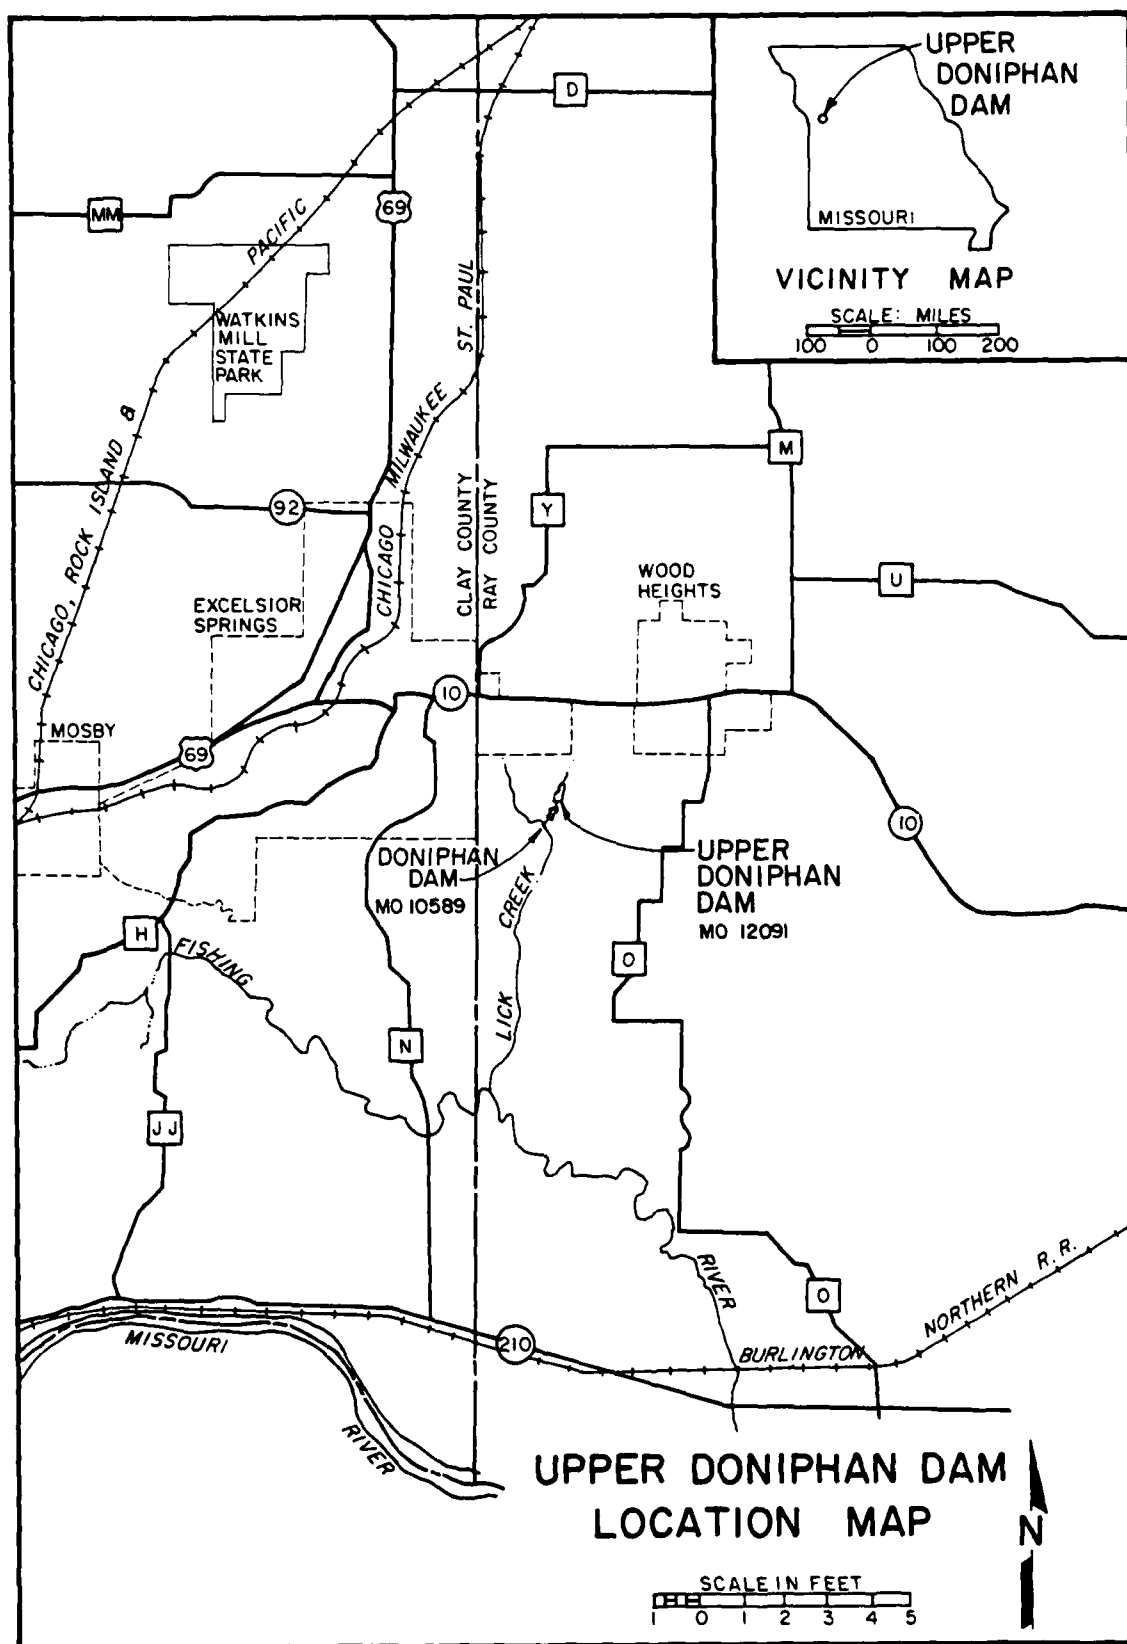 UPPER
DONIPHAN
DAM
MISSOURI
VICINITY MAP
SCALE: MILES
100 0 100 200
D
MM
69
PACIFIC
ST. PAUL
WATKINS
MILL
STATE
PARK
CHICAGO, ROCK ISLAND &
MILWAUKEE
CHICAGO
92
CLAY COUNTY
RAY COUNTY
M
Y
U
WOOD
HEIGHTS
EXCELSIOR
SPRINGS
10
MOSBY
69
10
DONIPHAN
DAM
MO 10589
UPPER
DONIPHAN
DAM
MO 12091
LICK CREEK
H
FISHING
O
N
JJ
RIVER
O
NORTHERN R.R.
BURLINGTON
210
MISSOURI
RIVER
UPPER DONIPHAN DAM
LOCATION MAP
N
SCALE IN FEET
1 0 1 2 3 4 5